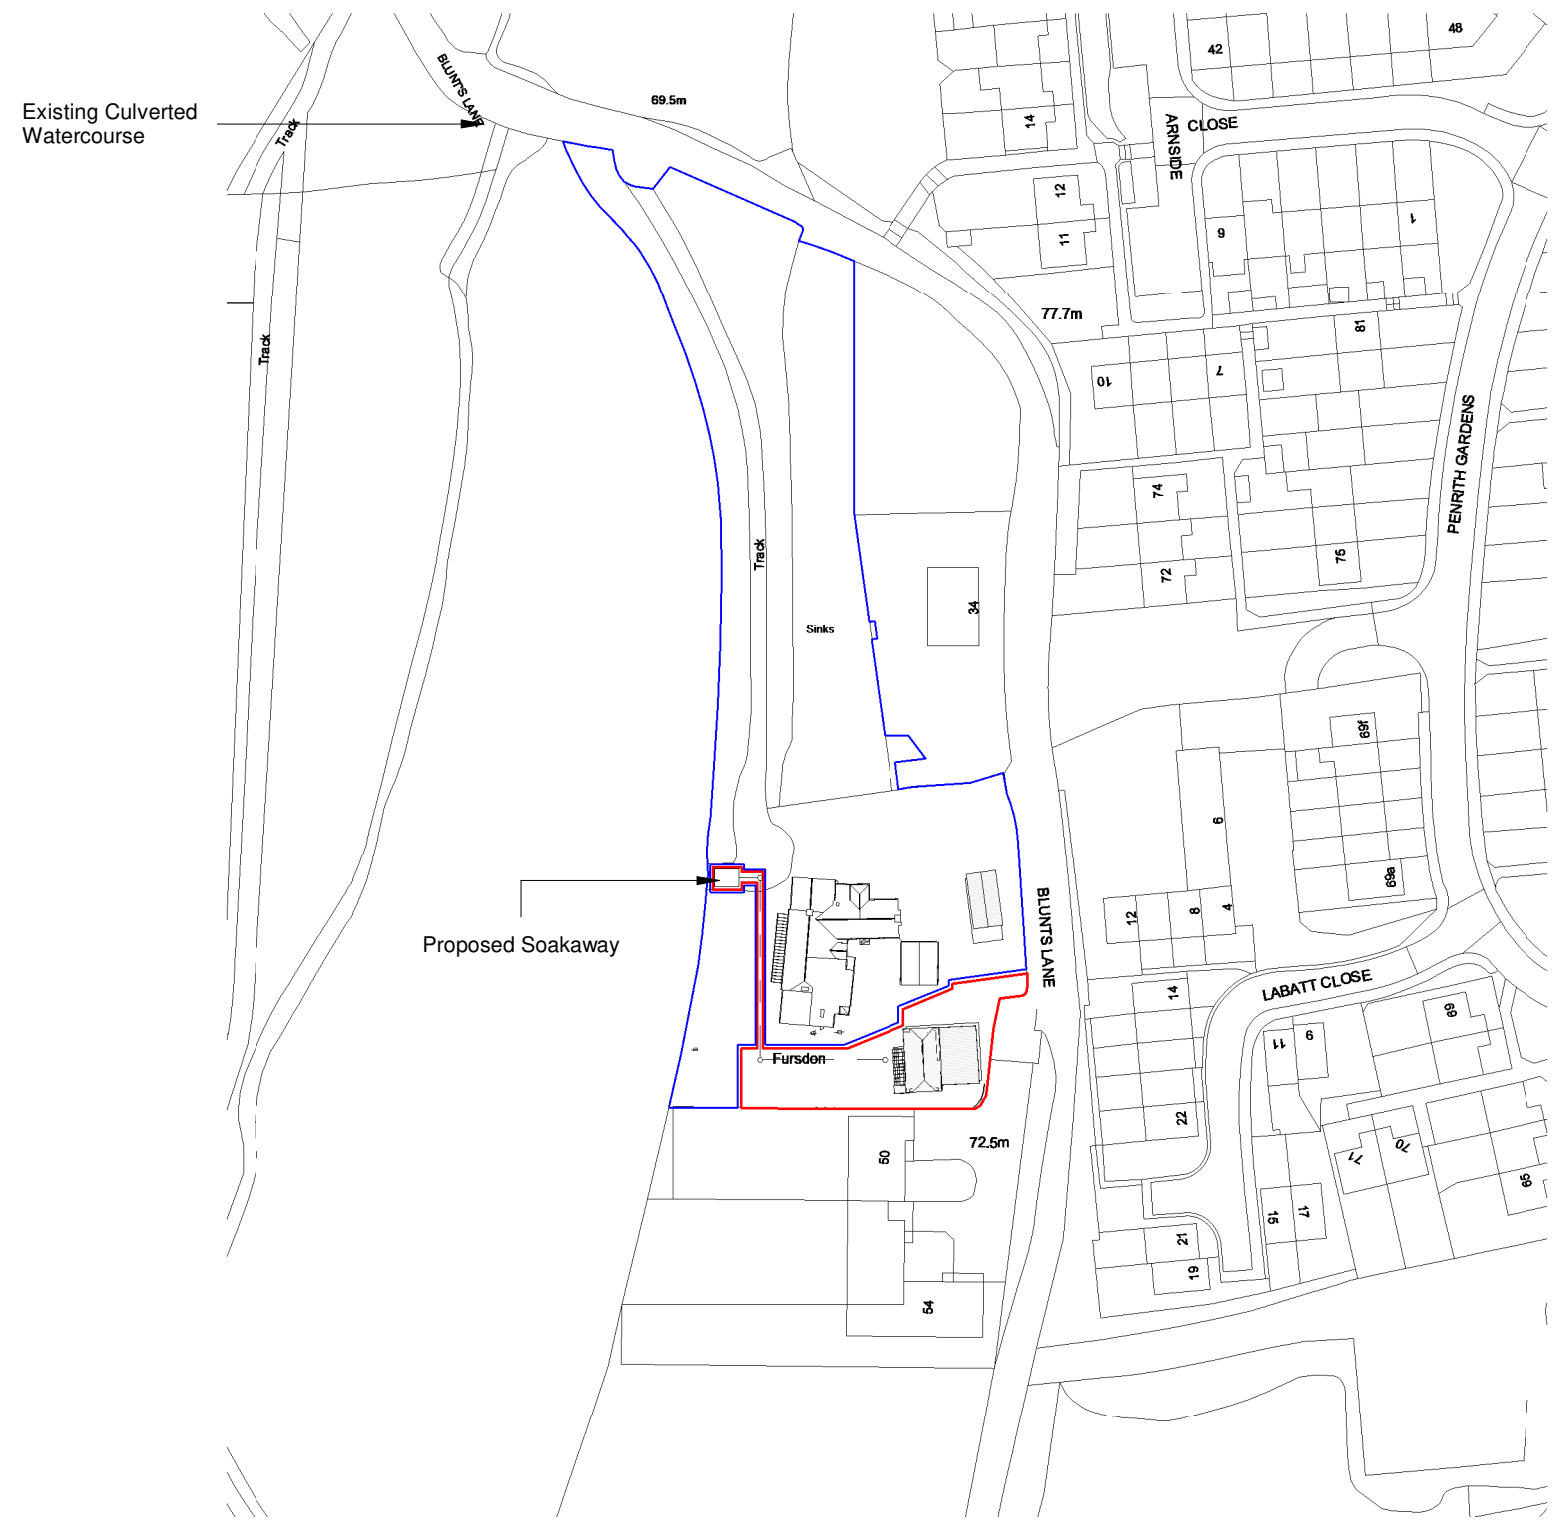 48
42
BLUNTS LANE
69.5m
Existing Culverted
Watercourse
Track
14
ARNSIDE
CLOSE
12
11
6
1
77.7m
Track
81
10
7
PENRITH GARDENS
74
75
72
Track
34
Sinks
69f
6
69a
Proposed Soakaway
BLUNTS LANE
12
8
4
14
LABATT CLOSE
69
11
9
Fursdon
22
72.5m
50
71
70
65
15
17
21
19
54